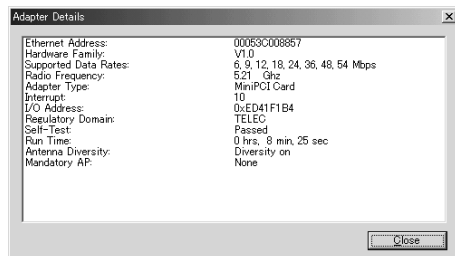 Adapter Details
Ethernet Address: 00053C008857
Hardware Family: V1.0
Supported Data Rates: 6, 9, 12, 18, 24, 36, 48, 54 Mbps
Radio Frequency: 5.21 Ghz
Adapter Type: MiniPCI Card
Interrupt: 10
I/O Address: 0xED41F1B4
Regulatory Domain: TELEC
Self-Test: Passed
Run Time: 0 hrs, 8 min, 25 sec
Antenna Diversity: Diversity on
Mandatory AP: None
Close